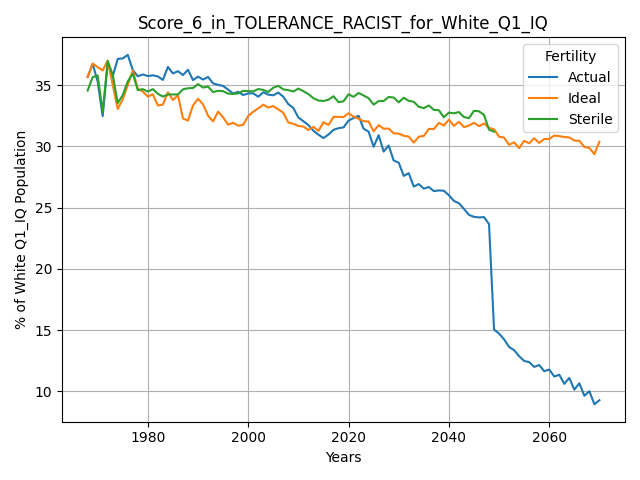 Score_6_in_TOLERANCE_RACIST_for_White_Q1_IQ
% of White Q1_IQ Population
35
30
25
20
15
10
Fertility
Actual
Ideal
Sterile
1980
2000
2020
2040
2060
Years